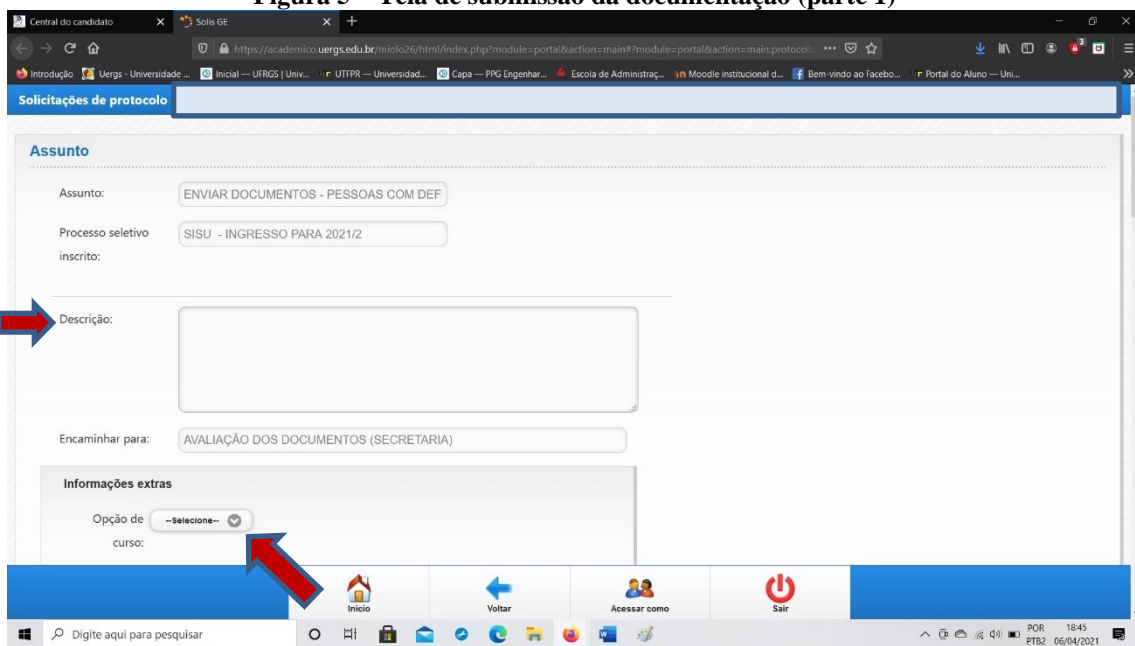 Figura 5 – Tela de submissão da documentação (parte 1)
Central do candidato
Solis GE
https://academico.uergs.edu.br/miolo26/html/index.php?module=portal&action=main#?module=portal&action=main:protocolo
Introdução Uergs - Universidade ... Inicial — UFRGS | Univ... UTFPR — Universidad... Capa — PPG Engenhar... Escola de Administraç... Moodle institucional d... Bem-vindo ao Facebo... Portal do Aluno — Uni...
Solicitações de protocolo
Assunto
Assunto: ENVIAR DOCUMENTOS - PESSOAS COM DEF
Processo seletivo inscrito: SISU - INGRESSO PARA 2021/2
Descrição:
Encaminhar para: AVALIAÇÃO DOS DOCUMENTOS (SECRETARIA)
Informações extras
Opção de curso: --Selecione--
Inicio Voltar Acessar como Sair
Digite aqui para pesquisar
POR 18:45
PTB2 06/04/2021